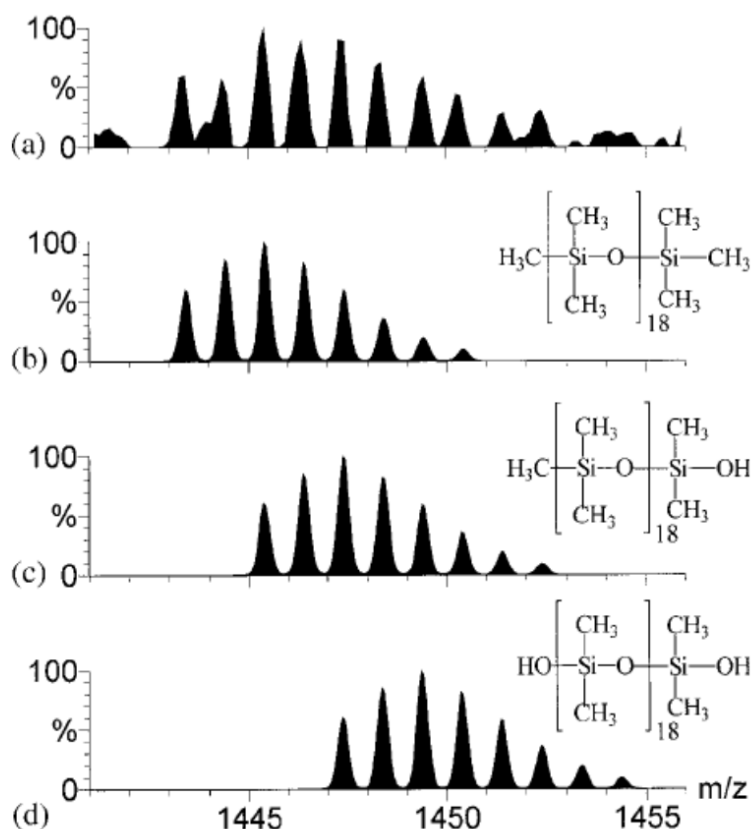 100
%
(a) 0
CH₃ CH₃
H₃C Si O Si CH₃
CH₃ CH₃
18
100
%
(b) 0
CH₃ CH₃
H₃C Si O Si OH
CH₃ CH₃
18
100
%
(c) 0
CH₃ CH₃
HO Si O Si OH
CH₃ CH₃
18
100
%
(d) 0
m/z
1445 1450 1455